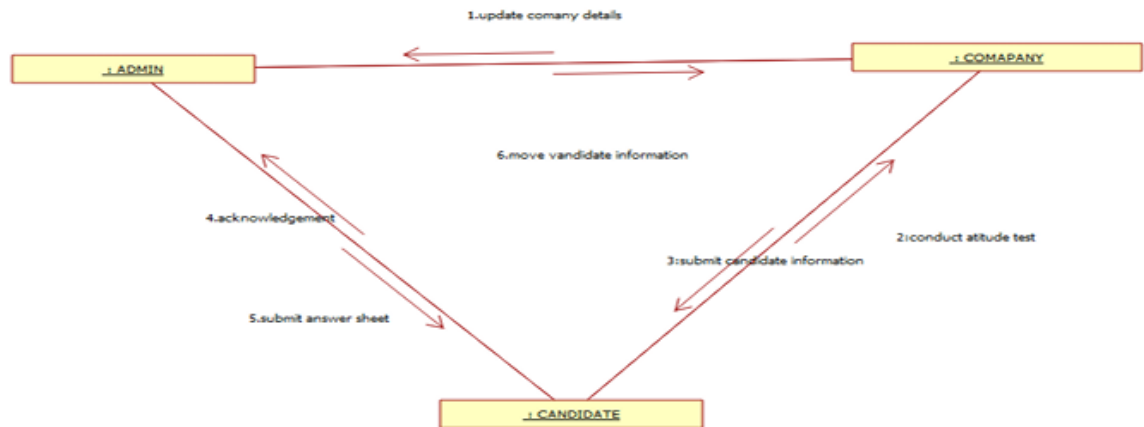 1.update comany details
: ADMIN
: COMAPANY
6.move vandidate information
4.acknowledgement
2:conduct atitude test
3:submit candidate information
5.submit answer sheet
: CANDIDATE